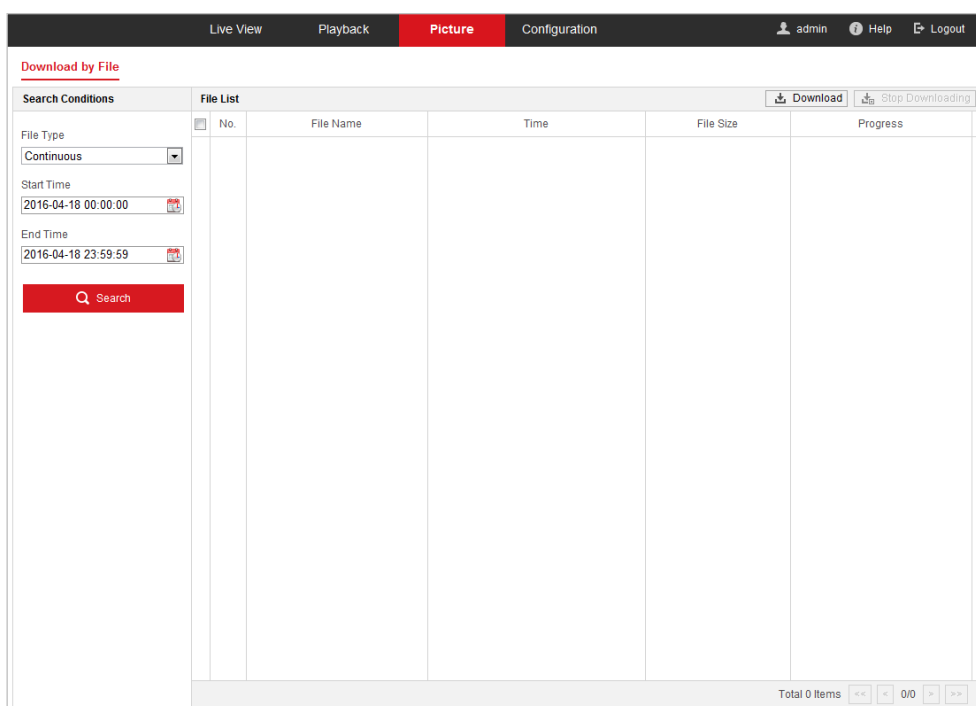 Live View Playback Picture Configuration admin Help Logout
Download by File
Search Conditions File List Download Stop Downloading
No. File Name Time File Size Progress
File Type
Continuous
Start Time
2016-04-18 00:00:00
End Time
2016-04-18 23:59:59
Search
Total 0 Items << < 0/0 > >>